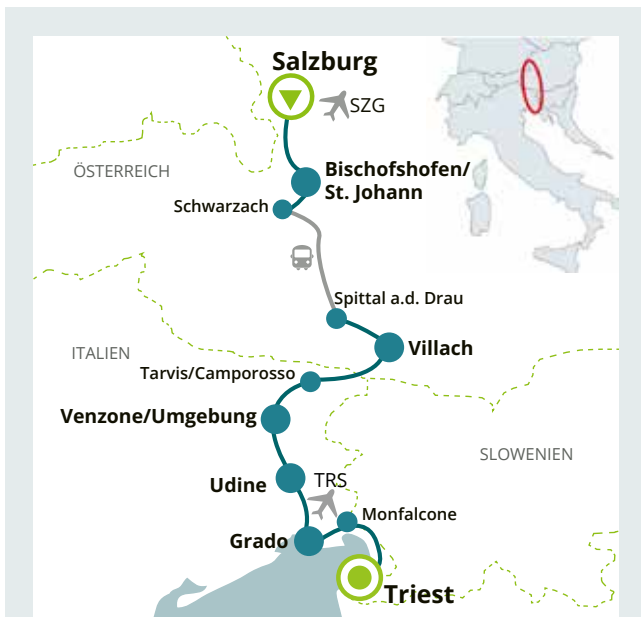 Salzburg
SZG
ÖSTERREICH
Bischofshofen/
St. Johann
Schwarzach
Spittal a.d. Drau
ITALIEN
Villach
Tarvis/Camporosso
Venzone/Umgebung
SLOWENIEN
Udine
TRS
Monfalcone
Grado
Triest